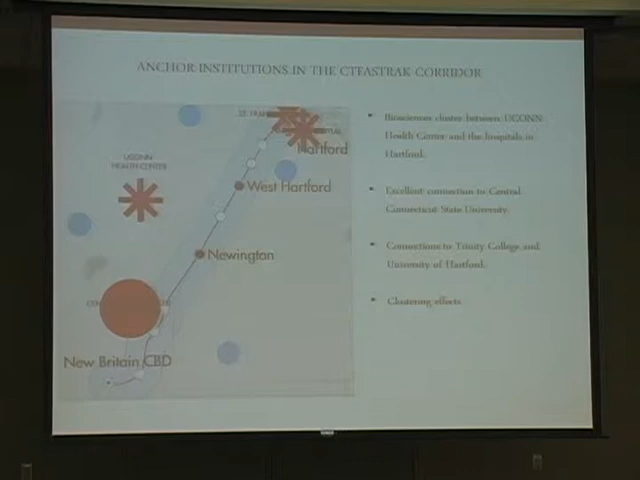 ANCHOR INSTITUTIONS IN THE CTFASTRAK CORRIDOR
ST. FRAN
Hartford
UCONN
HEALTH CENTER
West Hartford
Newington
New Britain CBD
Biosciences cluster between UCONN
Health Center and the hospitals in
Hartford.
Excellent connection to Central
Connecticut State University.
Connections to Trinity College and
University of Hartford.
Clustering effects